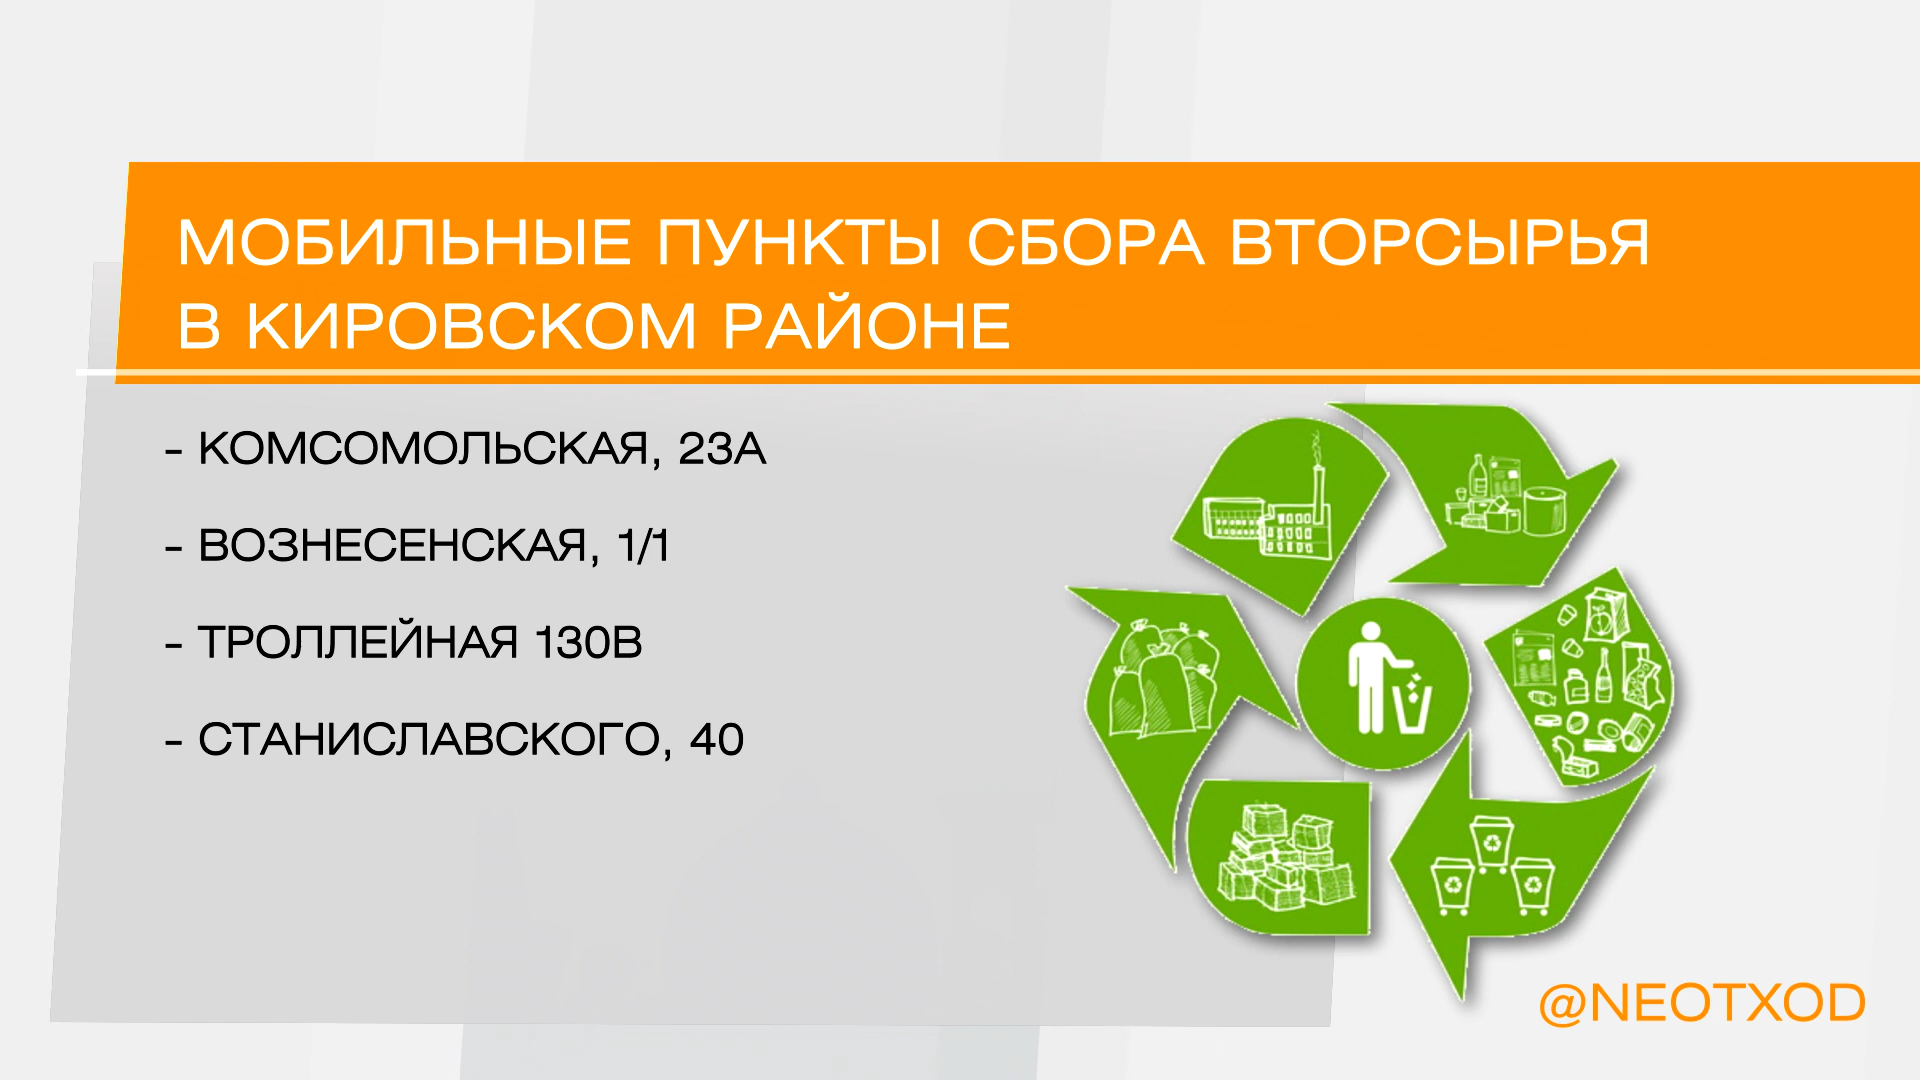 МОБИЛЬНЫЕ ПУНКТЫ СБОРА ВТОРСЫРЬЯ
В КИРОВСКОМ РАЙОНЕ
- КОМСОМОЛЬСКАЯ, 23А
- ВОЗНЕСЕНСКАЯ, 1/1
- ТРОЛЛЕЙНАЯ 130В
- СТАНИСЛАВСКОГО, 40
@NEOTXOD